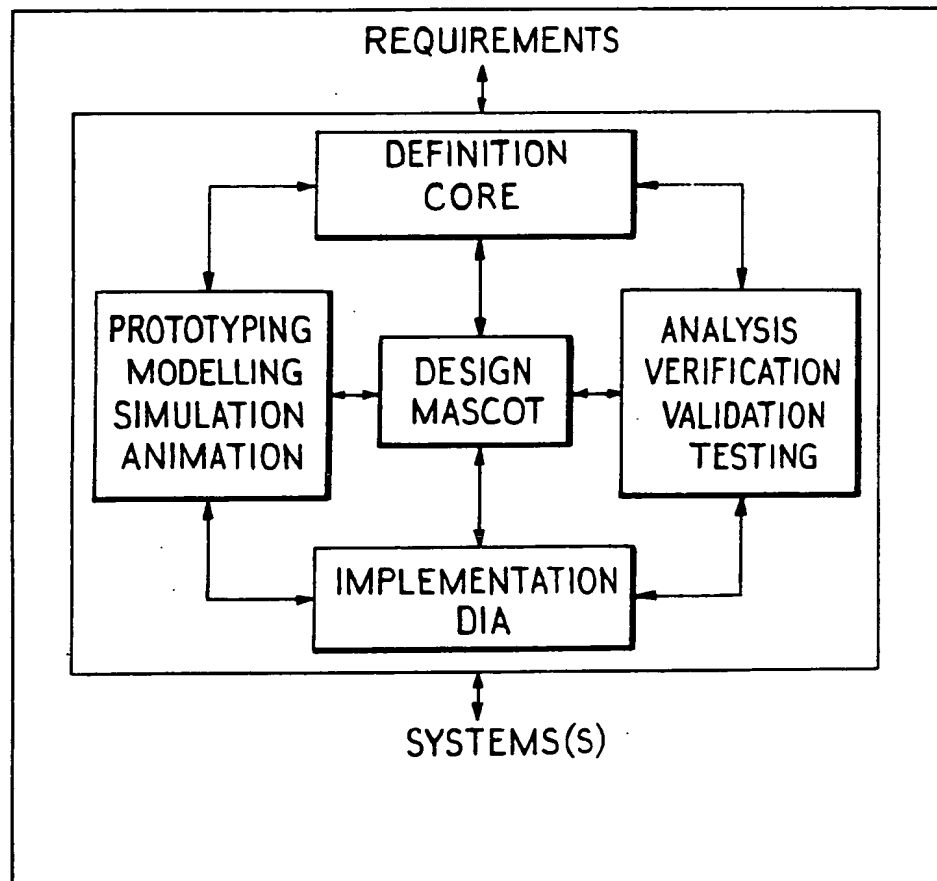 REQUIREMENTS
DEFINITION
CORE
PROTOTYPING
MODELLING
SIMULATION
ANIMATION
DESIGN
MASCOT
ANALYSIS
VERIFICATION
VALIDATION
TESTING
IMPLEMENTATION
DIA
SYSTEMS(S)